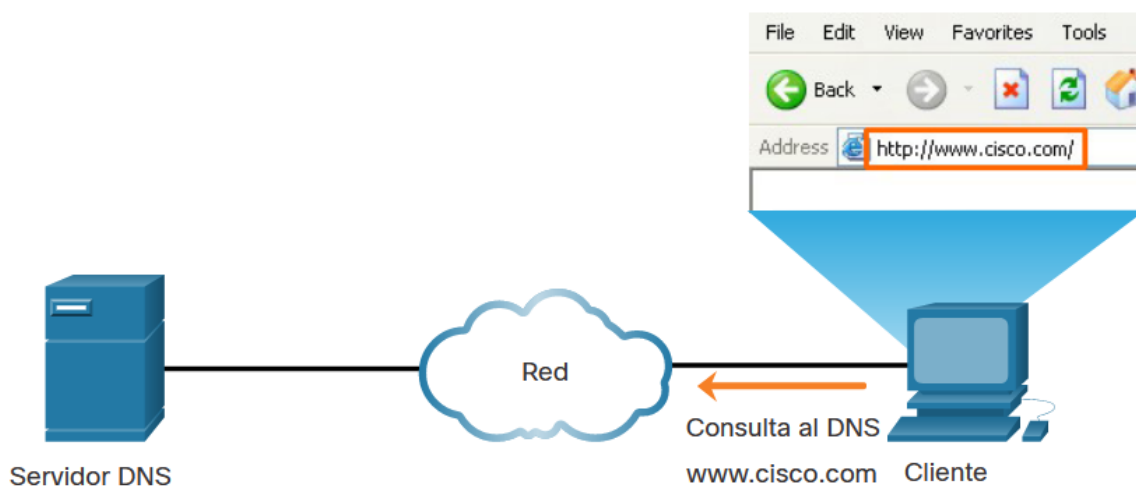 File Edit View Favorites Tools
Back
Address http://www.cisco.com/
Red
Consulta al DNS
www.cisco.com
Cliente
Servidor DNS